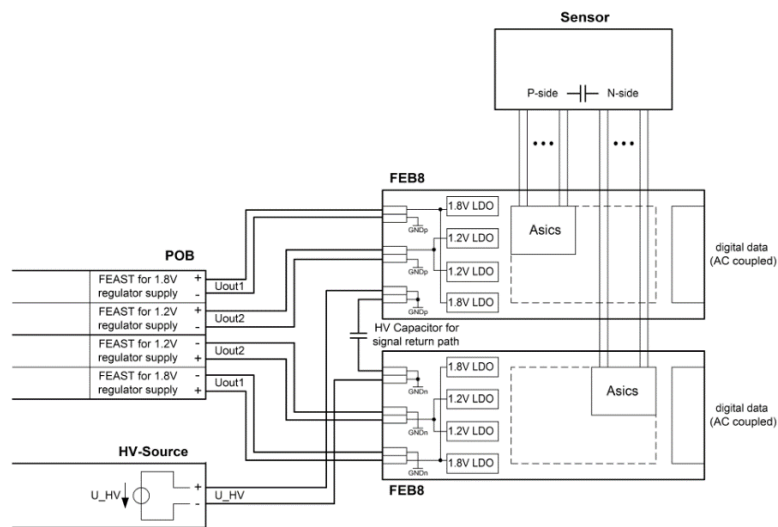 Sensor
P-side
N-side
•••
•••
FEB8
1.8V LDO
GNDp
1.2V LDO
GNDp
1.2V LDO
1.8V LDO
GNDp
Asics
digital data
(AC coupled)
POB
FEAST for 1.8V
regulator supply
+
-
Uout1
FEAST for 1.2V
regulator supply
+
-
Uout2
FEAST for 1.2V
regulator supply
-
+
Uout2
FEAST for 1.8V
regulator supply
-
+
Uout1
HV Capacitor for
signal return path
1.8V LDO
GNDn
1.2V LDO
GNDn
1.2V LDO
1.8V LDO
GNDn
Asics
digital data
(AC coupled)
FEB8
HV-Source
U_HV
+
-
U_HV